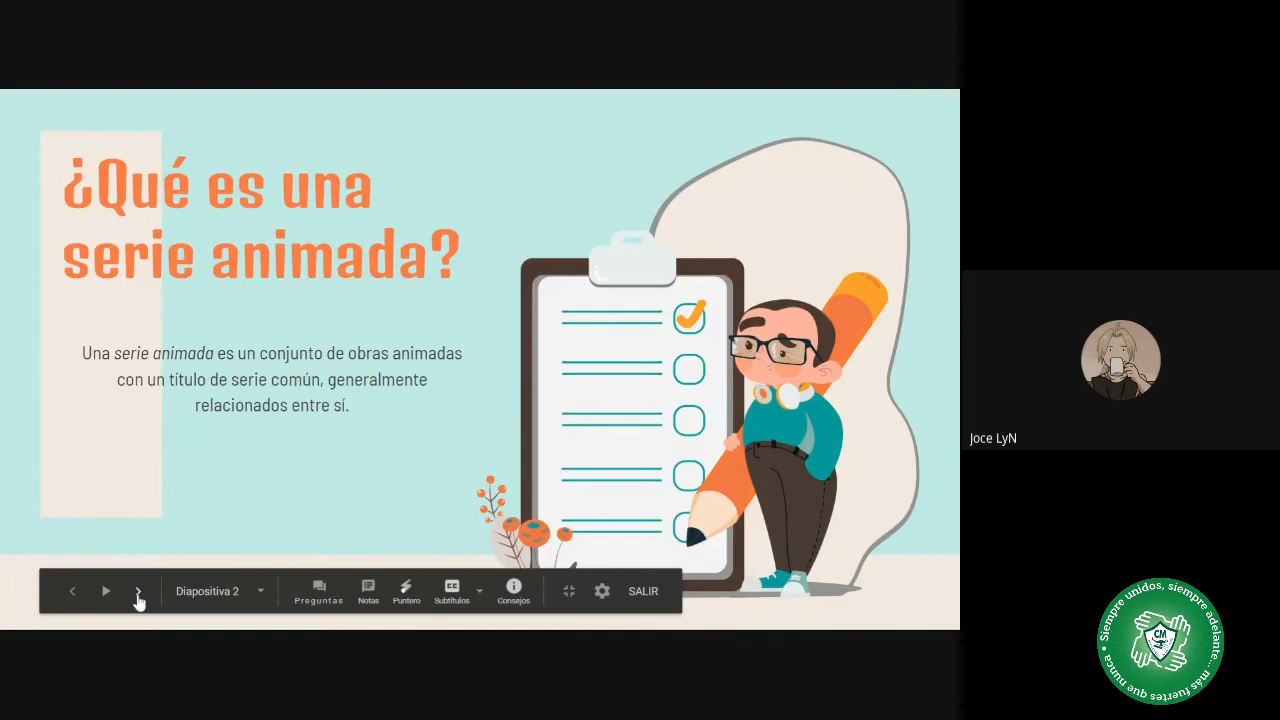 ¿Qué es una
serie animada?
Una serie animada es un conjunto de obras animadas
con un título de serie común, generalmente
relacionados entre sí.
Diapositiva 2
Preguntas
Notas
Puntero
Subtítulos
Consejos
SALIR
Joce LyN
Siempre unidos, siempre adelante... más fuertes que nunca •
CM